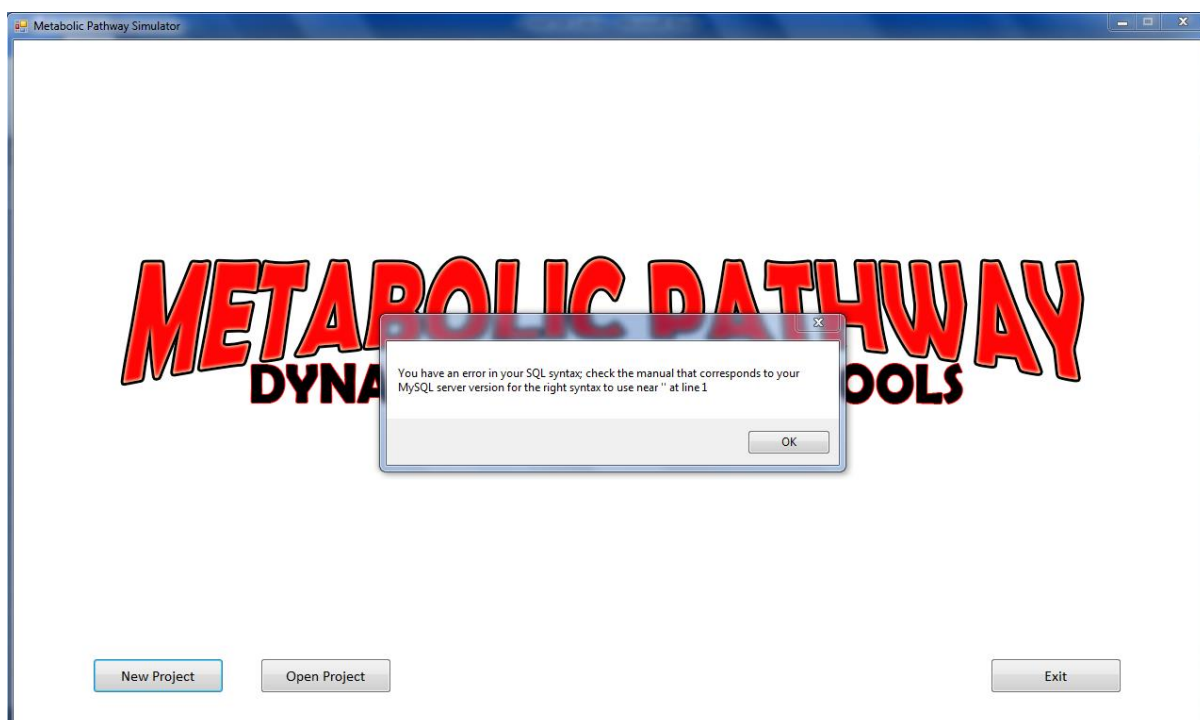 Metabolic Pathway Simulator
METABOLIC PATHWAY
DYNA OOLS
You have an error in your SQL syntax; check the manual that corresponds to your
MySQL server version for the right syntax to use near '' at line 1
OK
New Project
Open Project
Exit